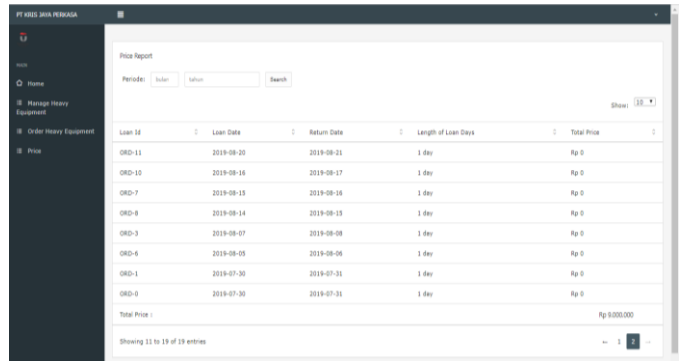 PT KRIS JAYA PERKASA
MAIN
Home
Manage Heavy Equipment
Order Heavy Equipment
Price
Price Report
Periode: bulan tahun Search
Show: 10
Loan Id Loan Date Return Date Length of Loan Days Total Price
ORD-11 2019-08-20 2019-08-21 1 day Rp 0
ORD-10 2019-08-16 2019-08-17 1 day Rp 0
ORD-7 2019-08-15 2019-08-16 1 day Rp 0
ORD-8 2019-08-14 2019-08-15 1 day Rp 0
ORD-3 2019-08-07 2019-08-08 1 day Rp 0
ORD-6 2019-08-05 2019-08-06 1 day Rp 0
ORD-1 2019-07-30 2019-07-31 1 day Rp 0
ORD-0 2019-07-30 2019-07-31 1 day Rp 0
Total Price : Rp 9,000,000
Showing 11 to 19 of 19 entries
← 1 2 →